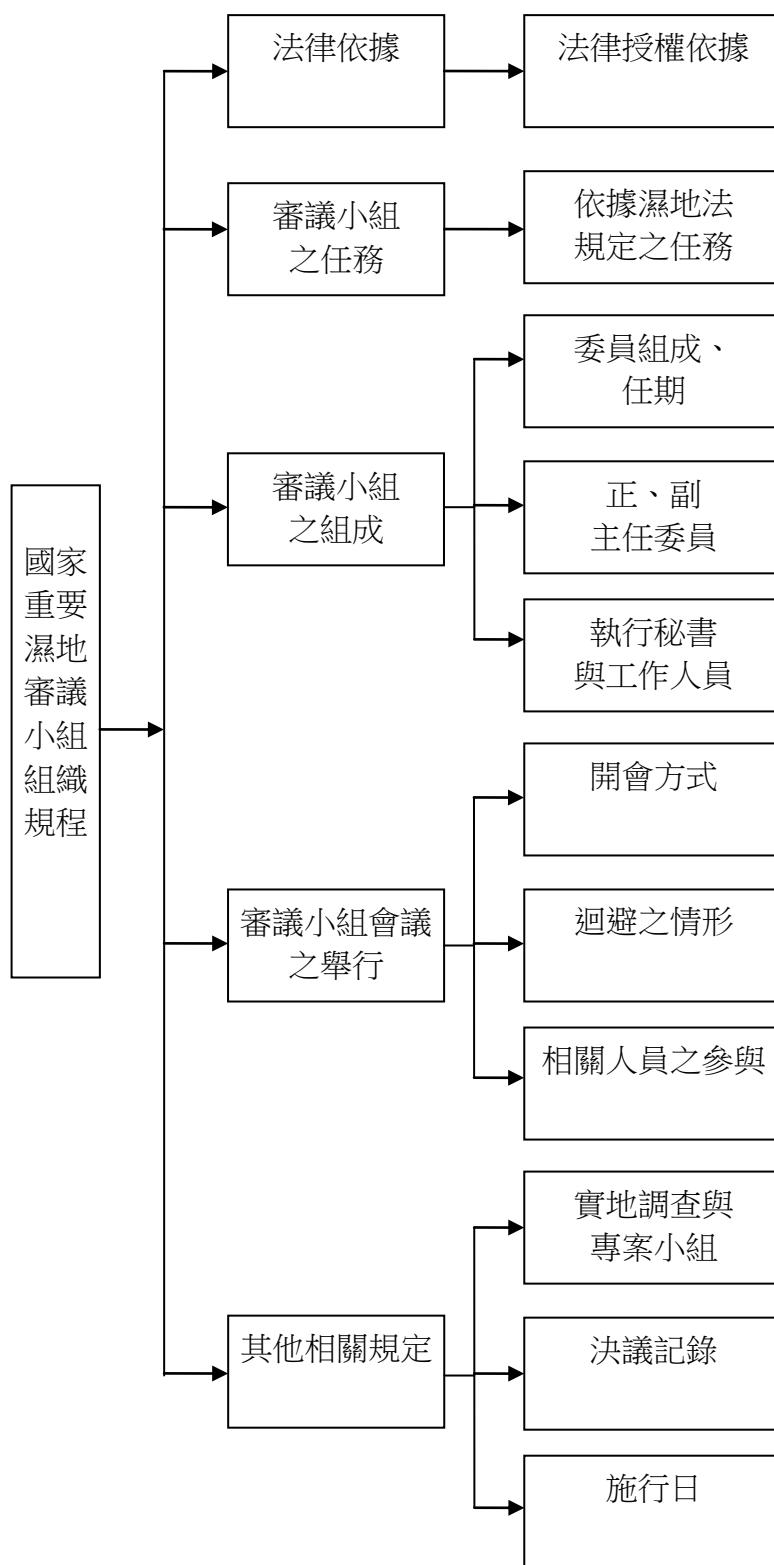 法律依據
法律授權依據
審議小組
之任務
依據濕地法
規定之任務
國家
重要
濕地
審議
小組
組織
規程
審議小組
之組成
委員組成、
任期
正、副
主任委員
執行秘書
與工作人員
審議小組會議
之舉行
開會方式
迴避之情形
相關人員之參與
其他相關規定
實地調查與
專案小組
決議記錄
施行日